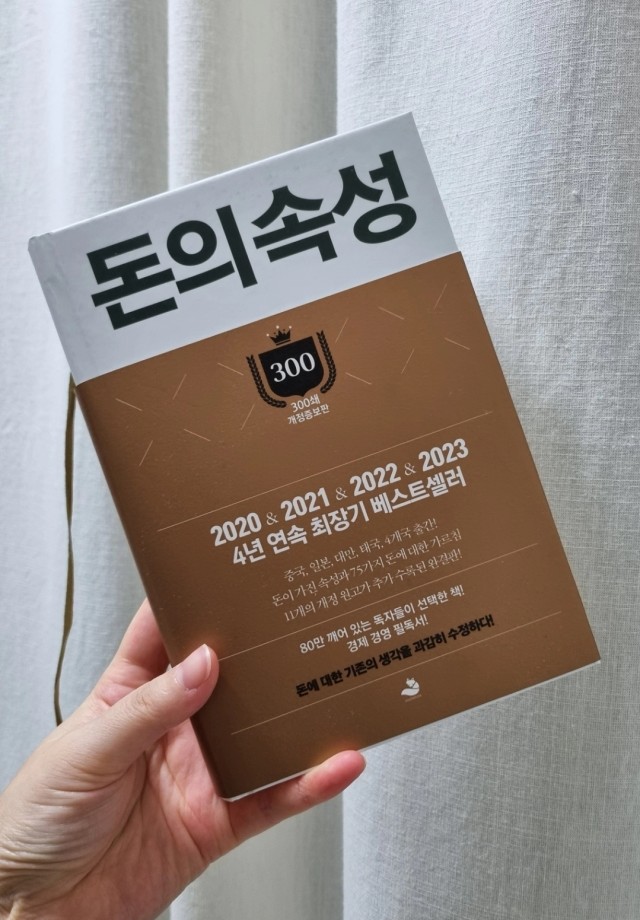 돈의 속성
300
300쇄
개정증보판
2020 & 2021 & 2022 & 2023
4년 연속 최장기 베스트셀러
중국, 일본, 대만, 태국, 4개국 출간!
돈이 가진 속성과 75가지 돈에 대한 가르침
11개의 개정 원고가 추가 수록된 완결판!
80만 깨어 있는 독자들이 선택한 책!
경제 경영 필독서!
돈에 대한 기존의 생각을 과감히 수정하다!